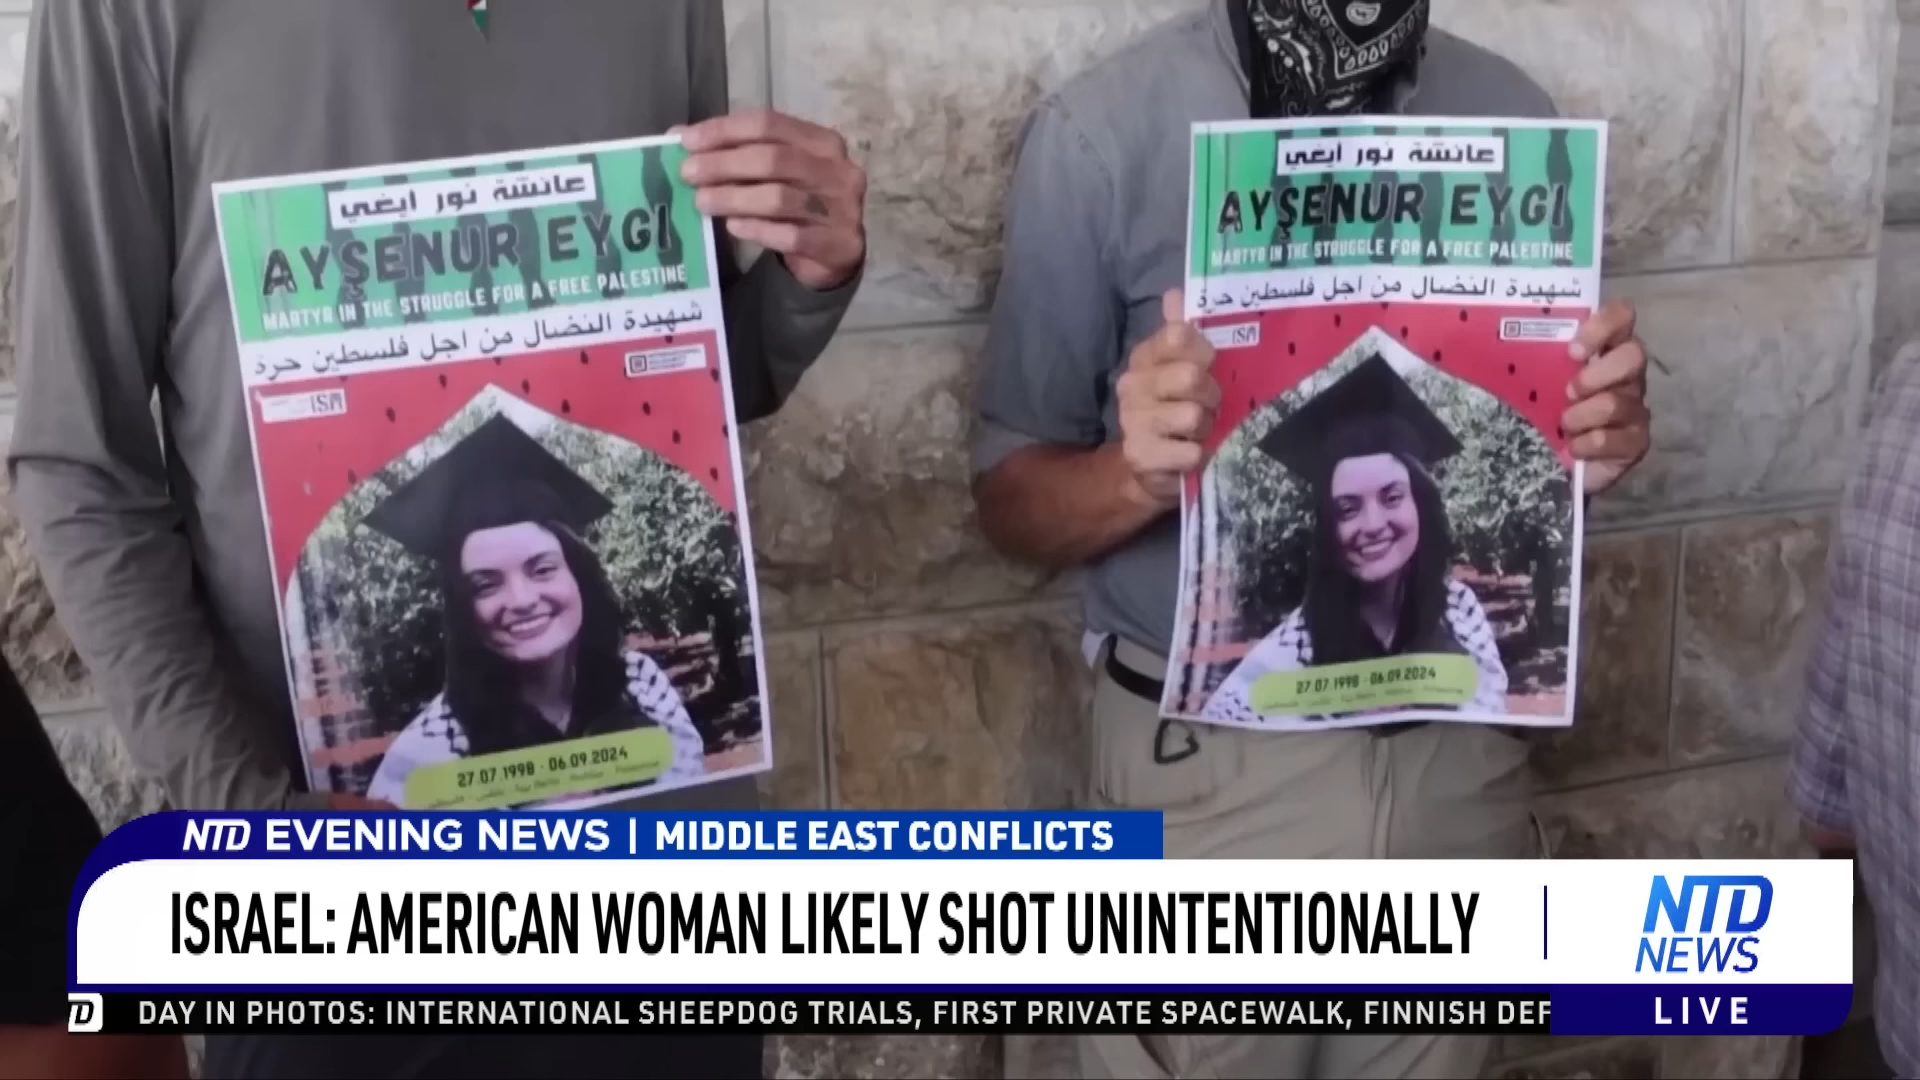 عائشة نور ايغي
AYŞENUR EYGI
MARTYR IN THE STRUGGLE FOR A FREE PALESTINE
شهيدة النضال من اجل فلسطين حرة
ISM
INTERNATIONAL SOLIDARITY MOVEMENT
27.07.1998 - 06.09.2024
عائشة نور ايغي
AYŞENUR EYGI
MARTYR IN THE STRUGGLE FOR A FREE PALESTINE
شهيدة النضال من اجل فلسطين حرة
ISM
27.07.1998 - 06.09.2024
NTD EVENING NEWS | MIDDLE EAST CONFLICTS
ISRAEL: AMERICAN WOMAN LIKELY SHOT UNINTENTIONALLY
NTD
NEWS
DAY IN PHOTOS: INTERNATIONAL SHEEPDOG TRIALS, FIRST PRIVATE SPACEWALK, FINNISH DEF
LIVE